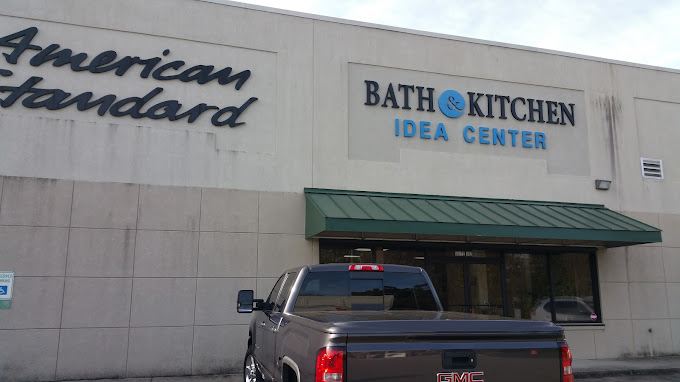 American
Standard
BATH & KITCHEN
IDEA CENTER
GMC